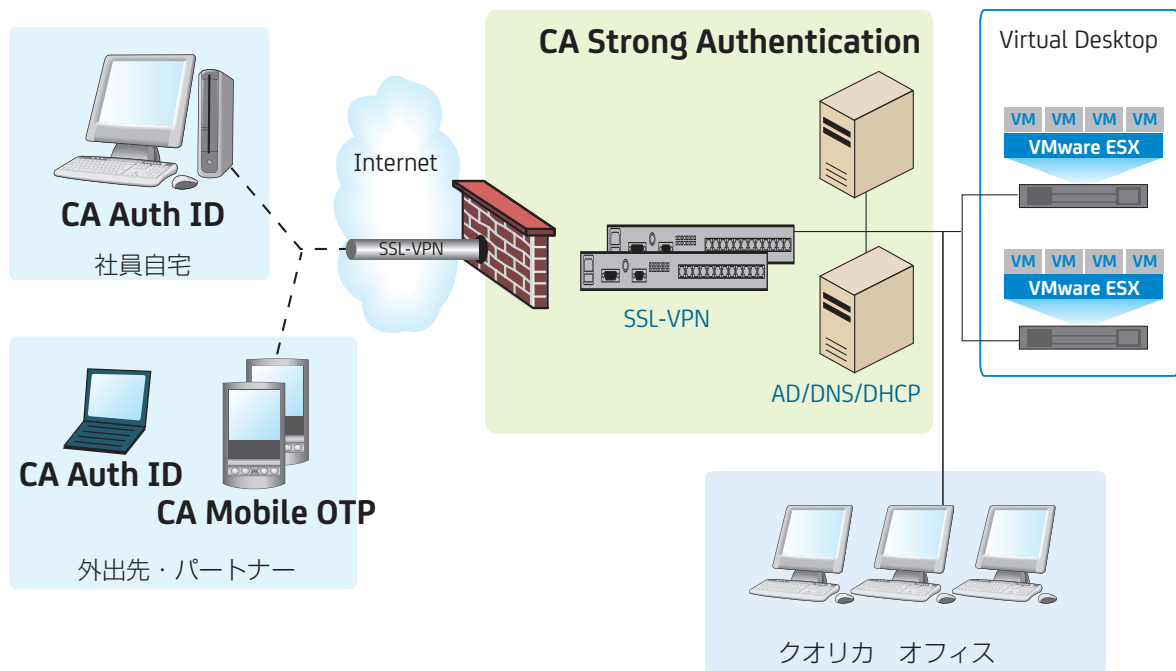 CA Auth ID
社員自宅
CA Auth ID
CA Mobile OTP
外出先・パートナー
Internet
SSL-VPN
CA Strong Authentication
SSL-VPN
AD/DNS/DHCP
Virtual Desktop
VM VM VM VM
VMware ESX
VM VM VM VM
VMware ESX
クオリカ　オフィス